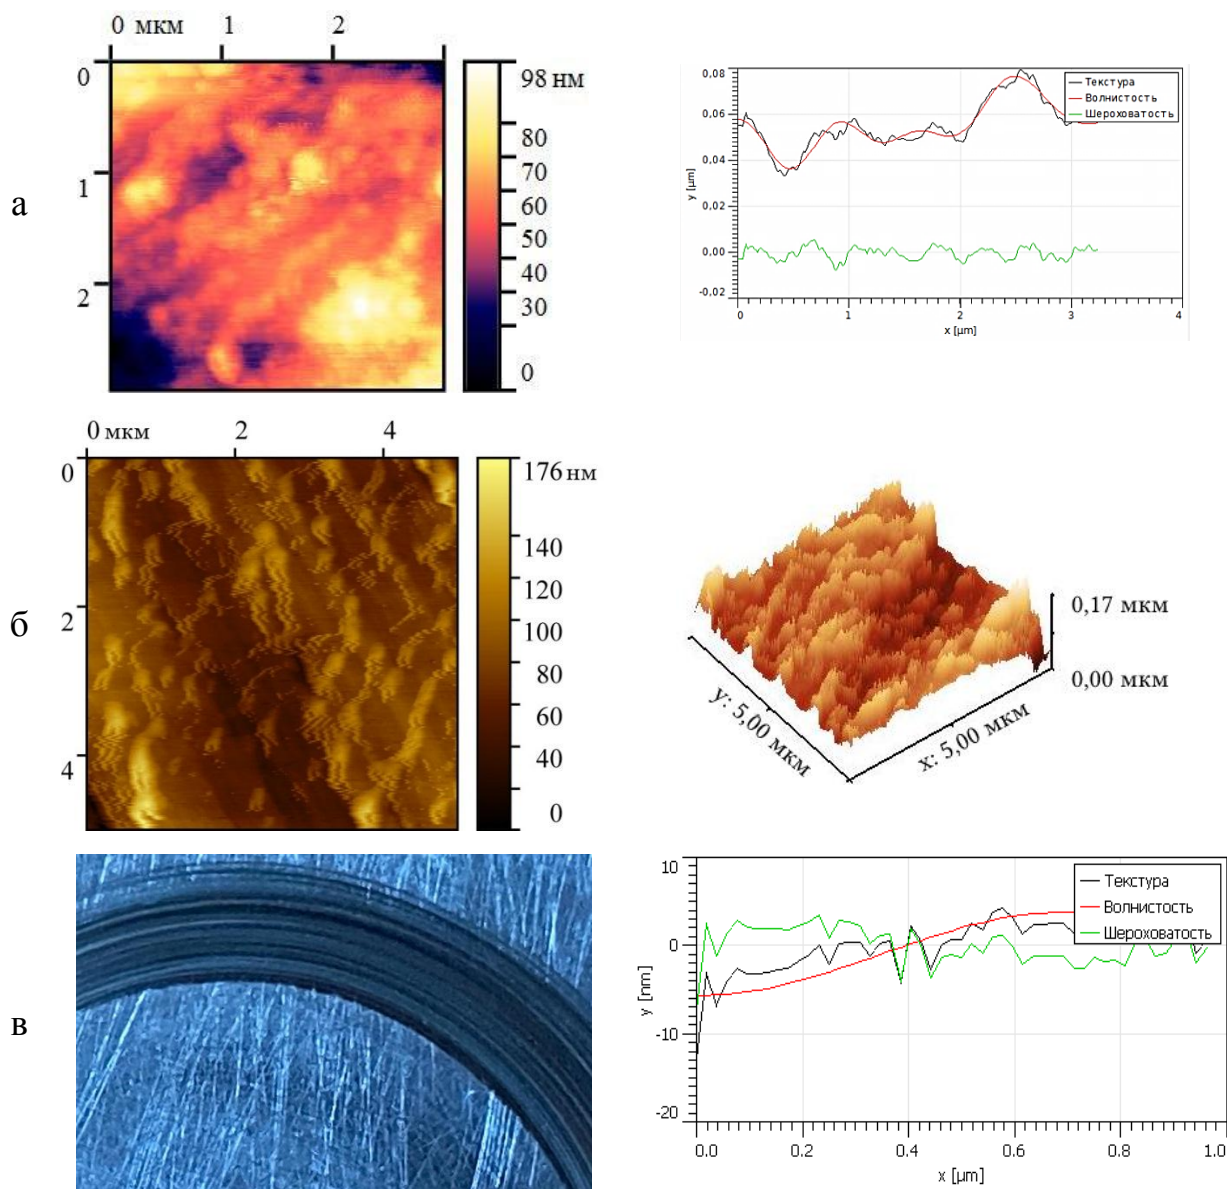 0 мкм 1 2
0
1
2
а
98 нм
80
70
60
50
40
30
0
0.08
0.06
0.04
0.02
0.00
-0.02
y [µm]
Текстура
Волнистость
Шероховатость
0 1 2 3 4
x [µm]
0 мкм 2 4
0
2
4
б
176 нм
140
120
100
80
60
40
0
0,17 мкм
0,00 мкм
y: 5,00 мкм
x: 5,00 мкм
в
10
0
-10
-20
y [nm]
Текстура
Волнистость
Шероховатость
0.0 0.2 0.4 0.6 0.8 1.0
x [µm]